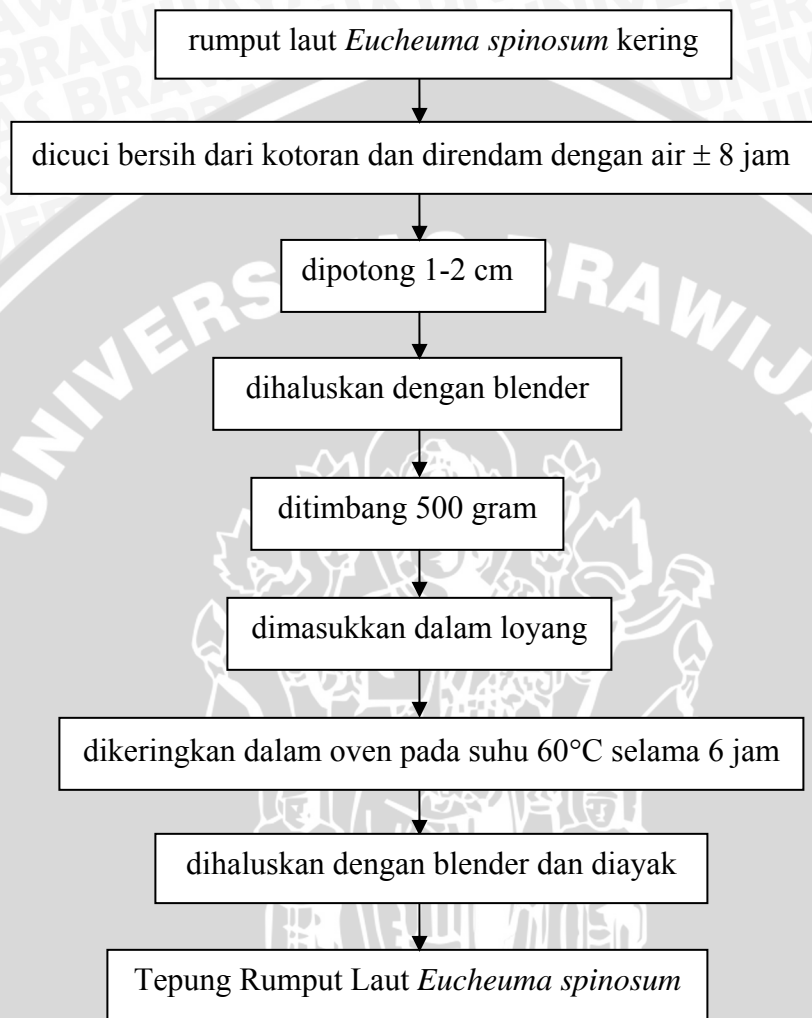 rumput laut Eucheuma spinosum kering
dicuci bersih dari kotoran dan direndam dengan air ± 8 jam
dipotong 1-2 cm
dihaluskan dengan blender
ditimbang 500 gram
dimasukkan dalam loyang
dikeringkan dalam oven pada suhu 60°C selama 6 jam
dihaluskan dengan blender dan diayak
Tepung Rumput Laut Eucheuma spinosum